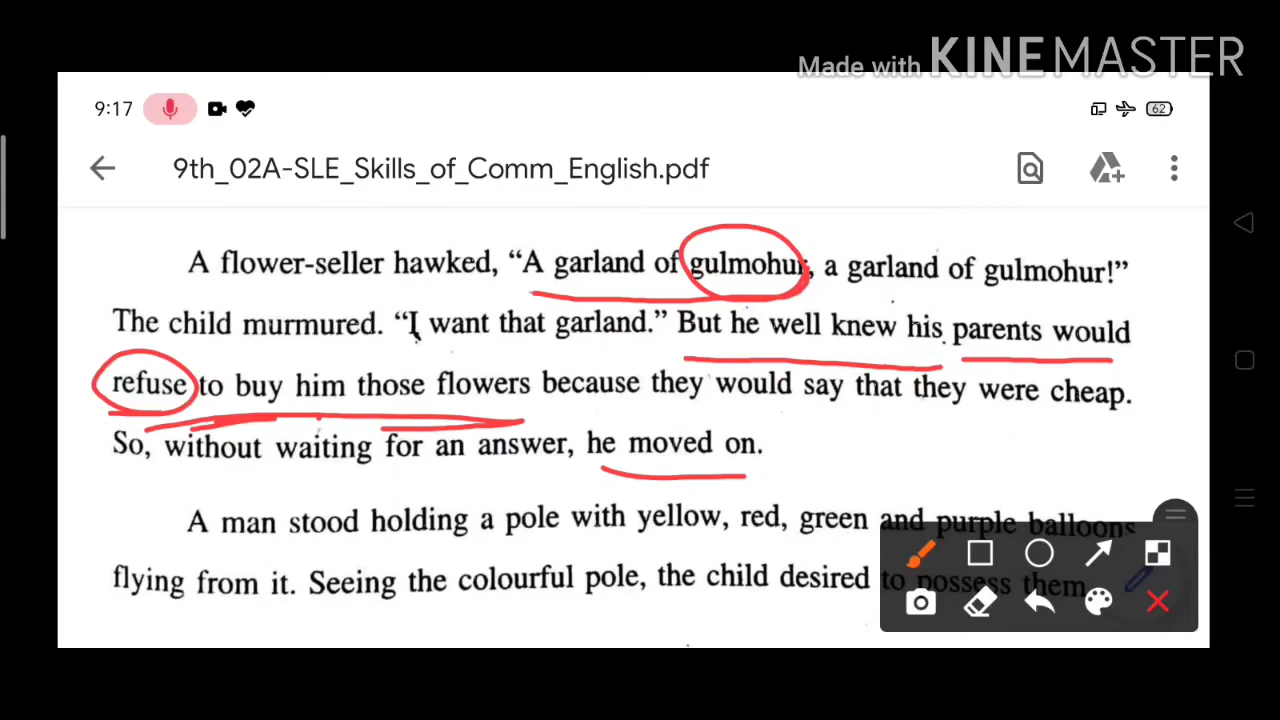 Made with KINEMASTER
9:17 62
9th_02A-SLE_Skills_of_Comm_English.pdf
A flower-seller hawked, “A garland of gulmohur, a garland of gulmohur!”
The child murmured. “I want that garland.” But he well knew his parents would
refuse to buy him those flowers because they would say that they were cheap.
So, without waiting for an answer, he moved on.
A man stood holding a pole with yellow, red, green and purple balloons
flying from it. Seeing the colourful pole, the child desired to possess them